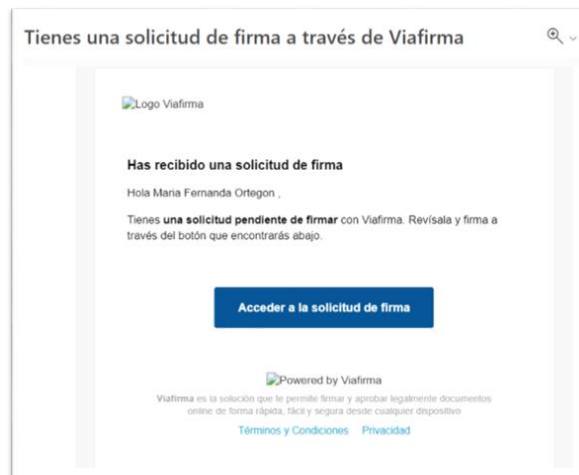 Tienes una solicitud de firma a través de Viafirma
Logo Viafirma
Has recibido una solicitud de firma
Hola Maria Fernanda Ortegon ,
Tienes una solicitud pendiente de firmar con Viafirma. Revísala y firma a
través del botón que encontrarás abajo.
Acceder a la solicitud de firma
Powered by Viafirma
Viafirma es la solución que te permite firmar y aprobar legalmente documentos
online de forma rápida, fácil y segura desde cualquier dispositivo
Términos y Condiciones Privacidad